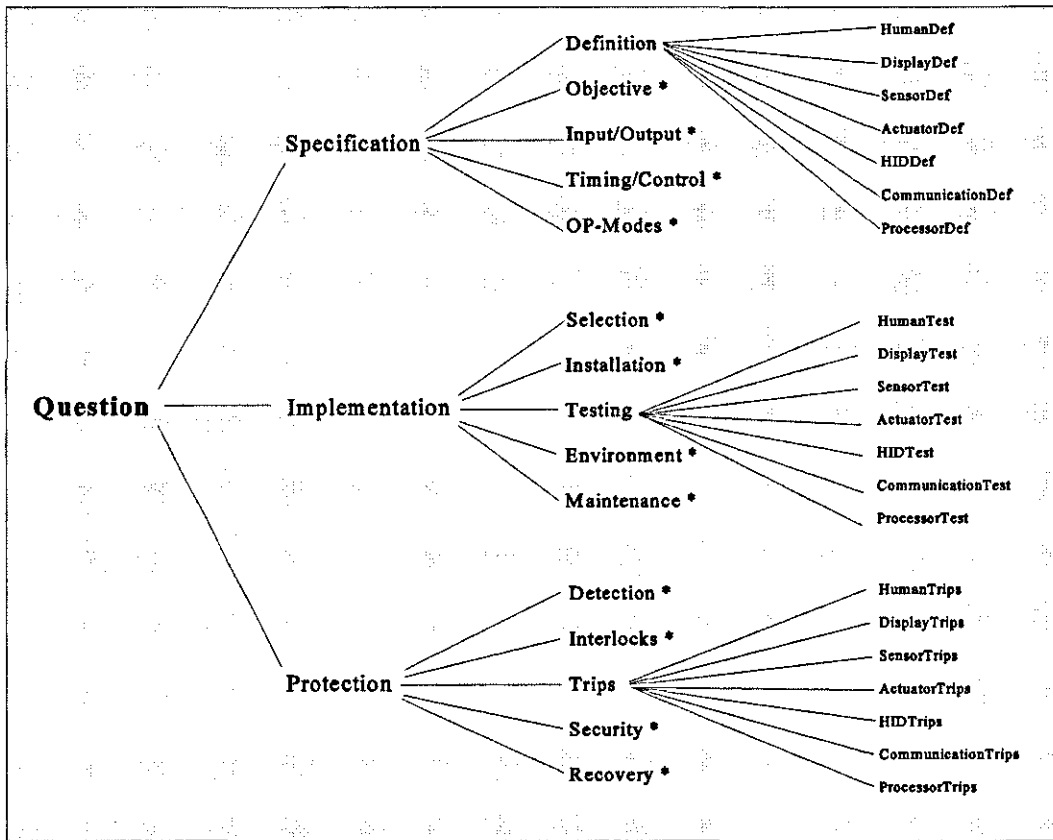 Question
Specification
Definition
HumanDef
DisplayDef
SensorDef
ActuatorDef
HIDDef
CommunicationDef
ProcessorDef
Objective *
Input/Output *
Timing/Control *
OP-Modes *
Implementation
Selection *
Installation *
Testing
HumanTest
DisplayTest
SensorTest
ActuatorTest
HIDTest
CommunicationTest
ProcessorTest
Environment *
Maintenance *
Protection
Detection *
Interlocks *
Trips
HumanTrips
DisplayTrips
SensorTrips
ActuatorTrips
HIDTrips
CommunicationTrips
ProcessorTrips
Security *
Recovery *